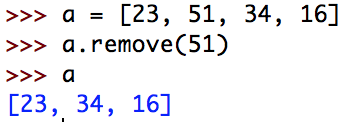 >>> a = [23, 51, 34, 16]
>>> a.remove(51)
>>> a
[23, 34, 16]